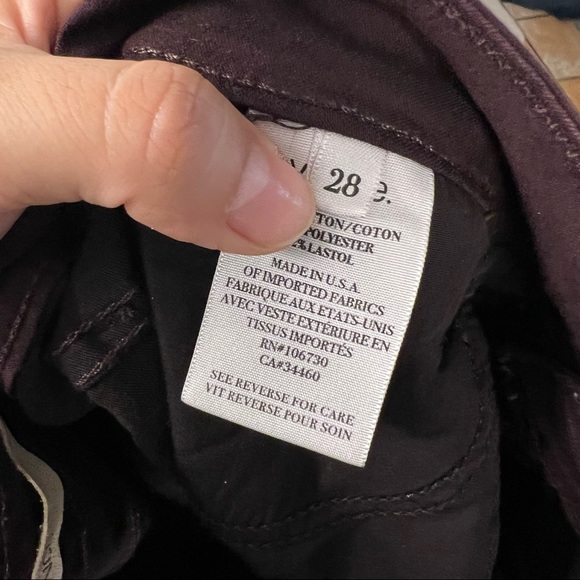 28
e.
TON/COTON
POLYESTER
% LASTOL
MADE IN U.S.A.
OF IMPORTED FABRICS
FABRIQUE AUX ETATS-UNIS
AVEC VESTE EXTÉRIEURE EN
TISSUS IMPORTÉS
RN#106730
CA#34460
SEE REVERSE FOR CARE
VIT REVERSE POUR SOIN